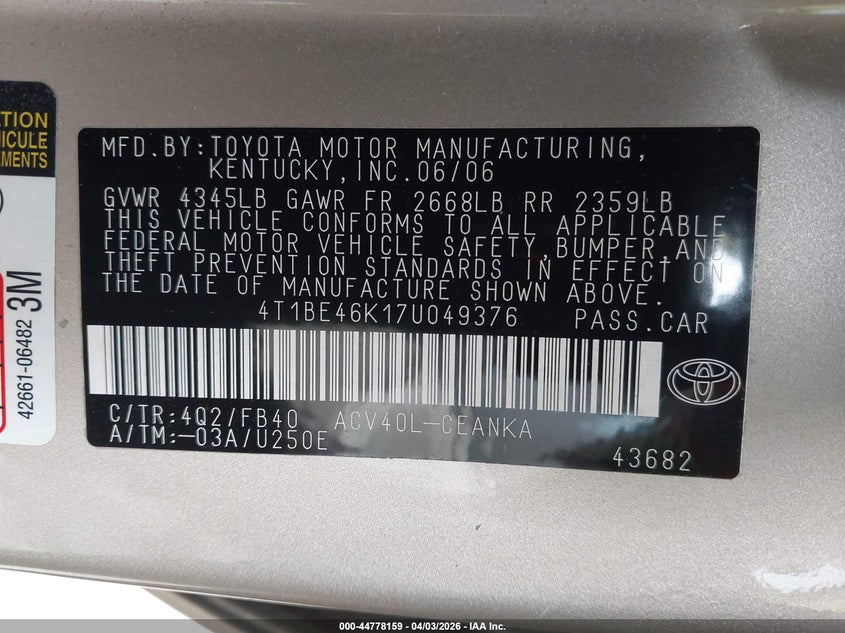 ATION
HICULE
EMENTS
42661-06482 3M
MFD.BY:TOYOTA MOTOR MANUFACTURING,
KENTUCKY,INC.06/06
GVWR 4345LB GAWR FR 2668LB RR 2359LB
THIS VEHICLE CONFORMS TO ALL APPLICABLE
FEDERAL MOTOR VEHICLE SAFETY,BUMPER,AND
THEFT PREVENTION STANDARDS IN EFFECT ON
THE DATE OF MANUFACTURE SHOWN ABOVE.
4T1BE46K17U049376 PASS.CAR
C/TR:4Q2/FB40 ACV40L-CEANKA
A/TM:-03A/U250E
43682
000-44778159 | 04/03/2026 - IAA Inc.